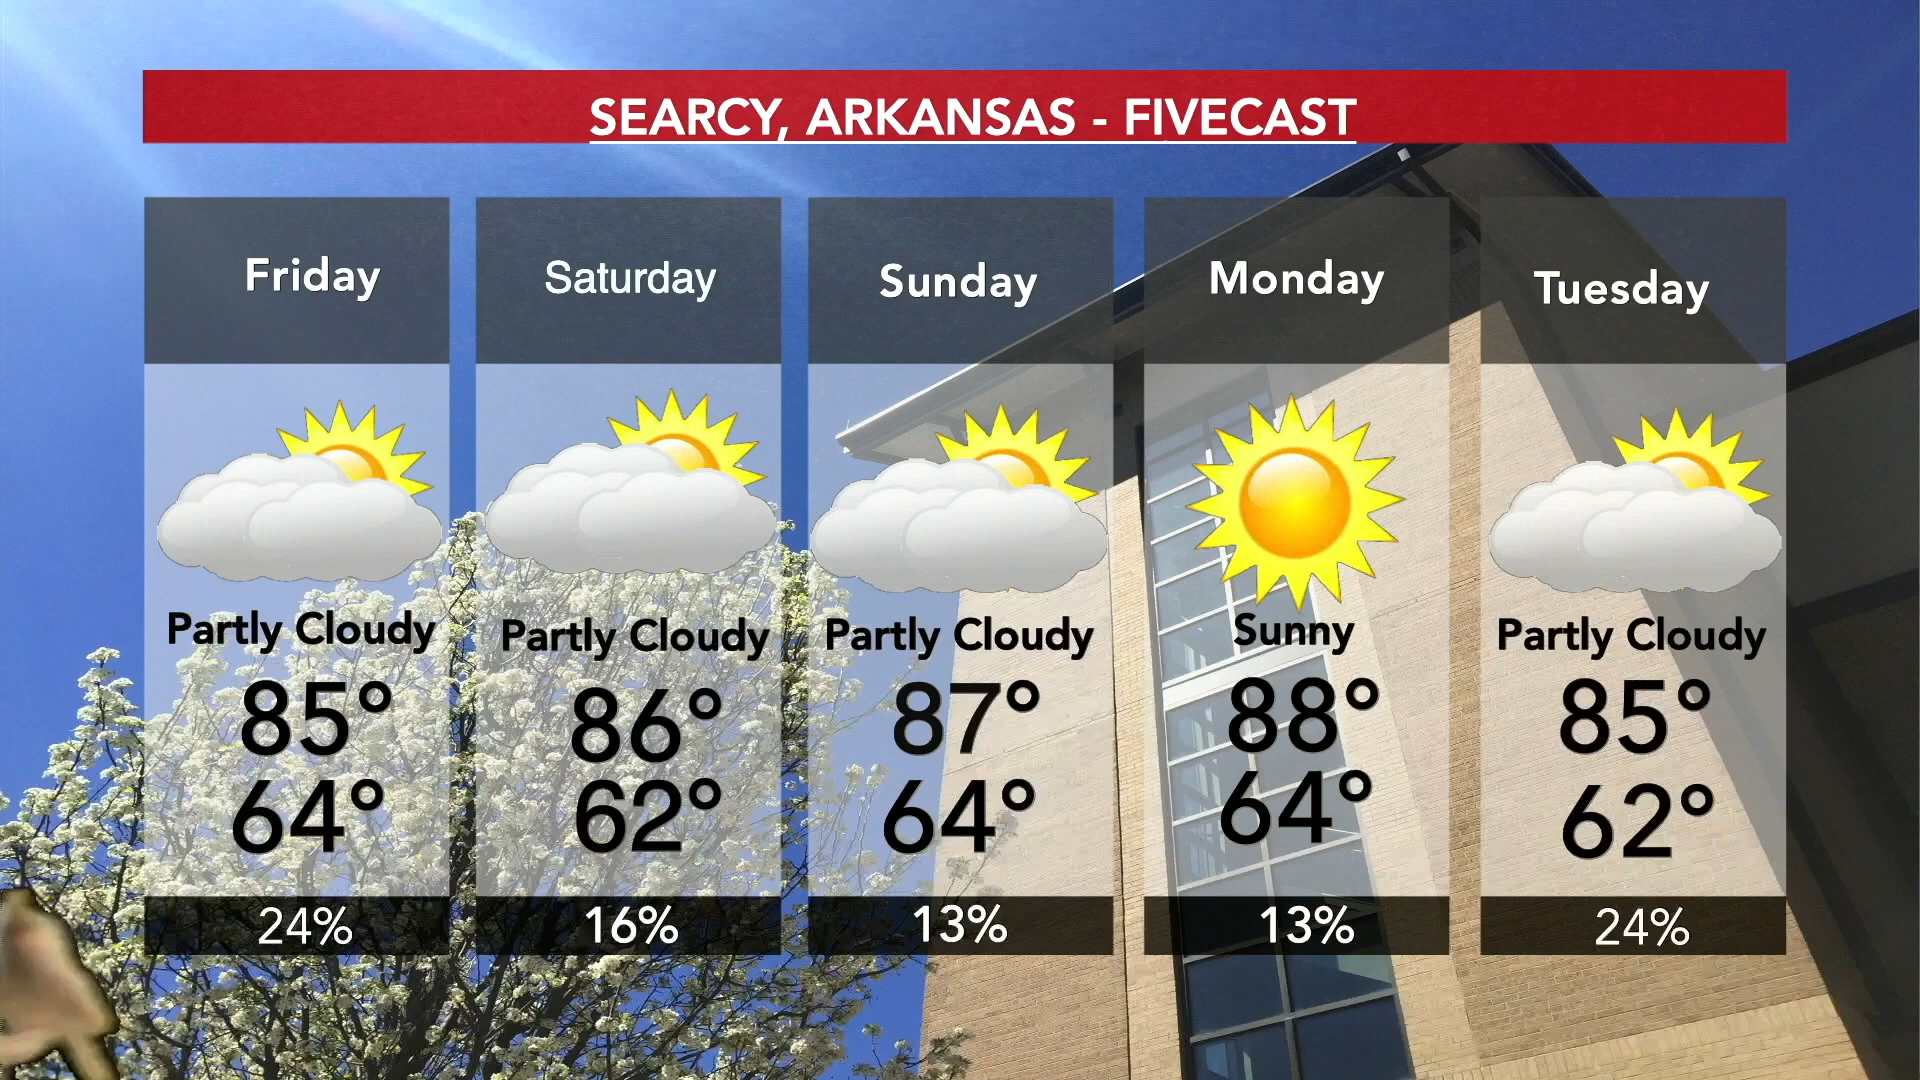 SEARCY, ARKANSAS - FIVECAST
Friday
Partly Cloudy
85°
64°
24%
Saturday
Partly Cloudy
86°
62°
16%
Sunday
Partly Cloudy
87°
64°
13%
Monday
Sunny
88°
64°
13%
Tuesday
Partly Cloudy
85°
62°
24%